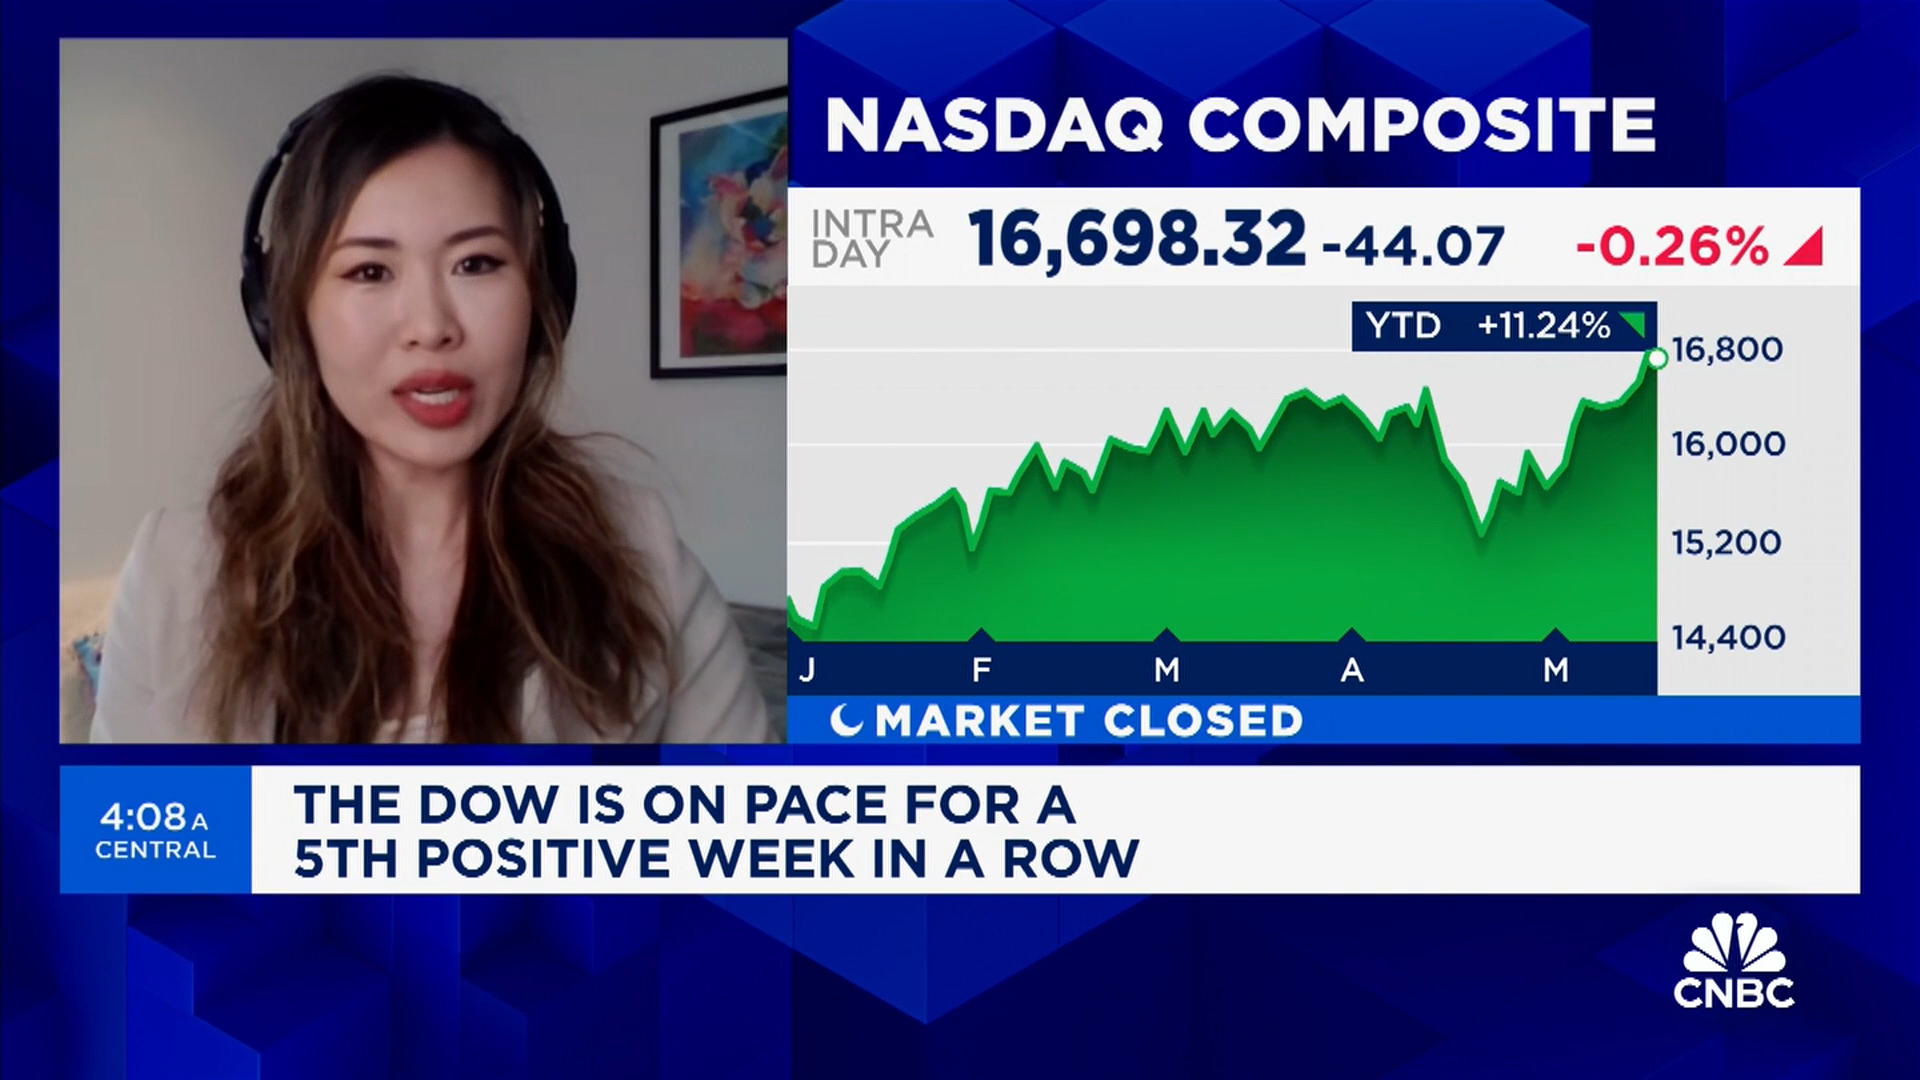 NASDAQ COMPOSITE
INTRA
DAY
16,698.32 -44.07 -0.26%
YTD +11.24%
16,800
16,000
15,200
14,400
J F M A M
MARKET CLOSED
4:08 A
CENTRAL
THE DOW IS ON PACE FOR A
5TH POSITIVE WEEK IN A ROW
CNBC